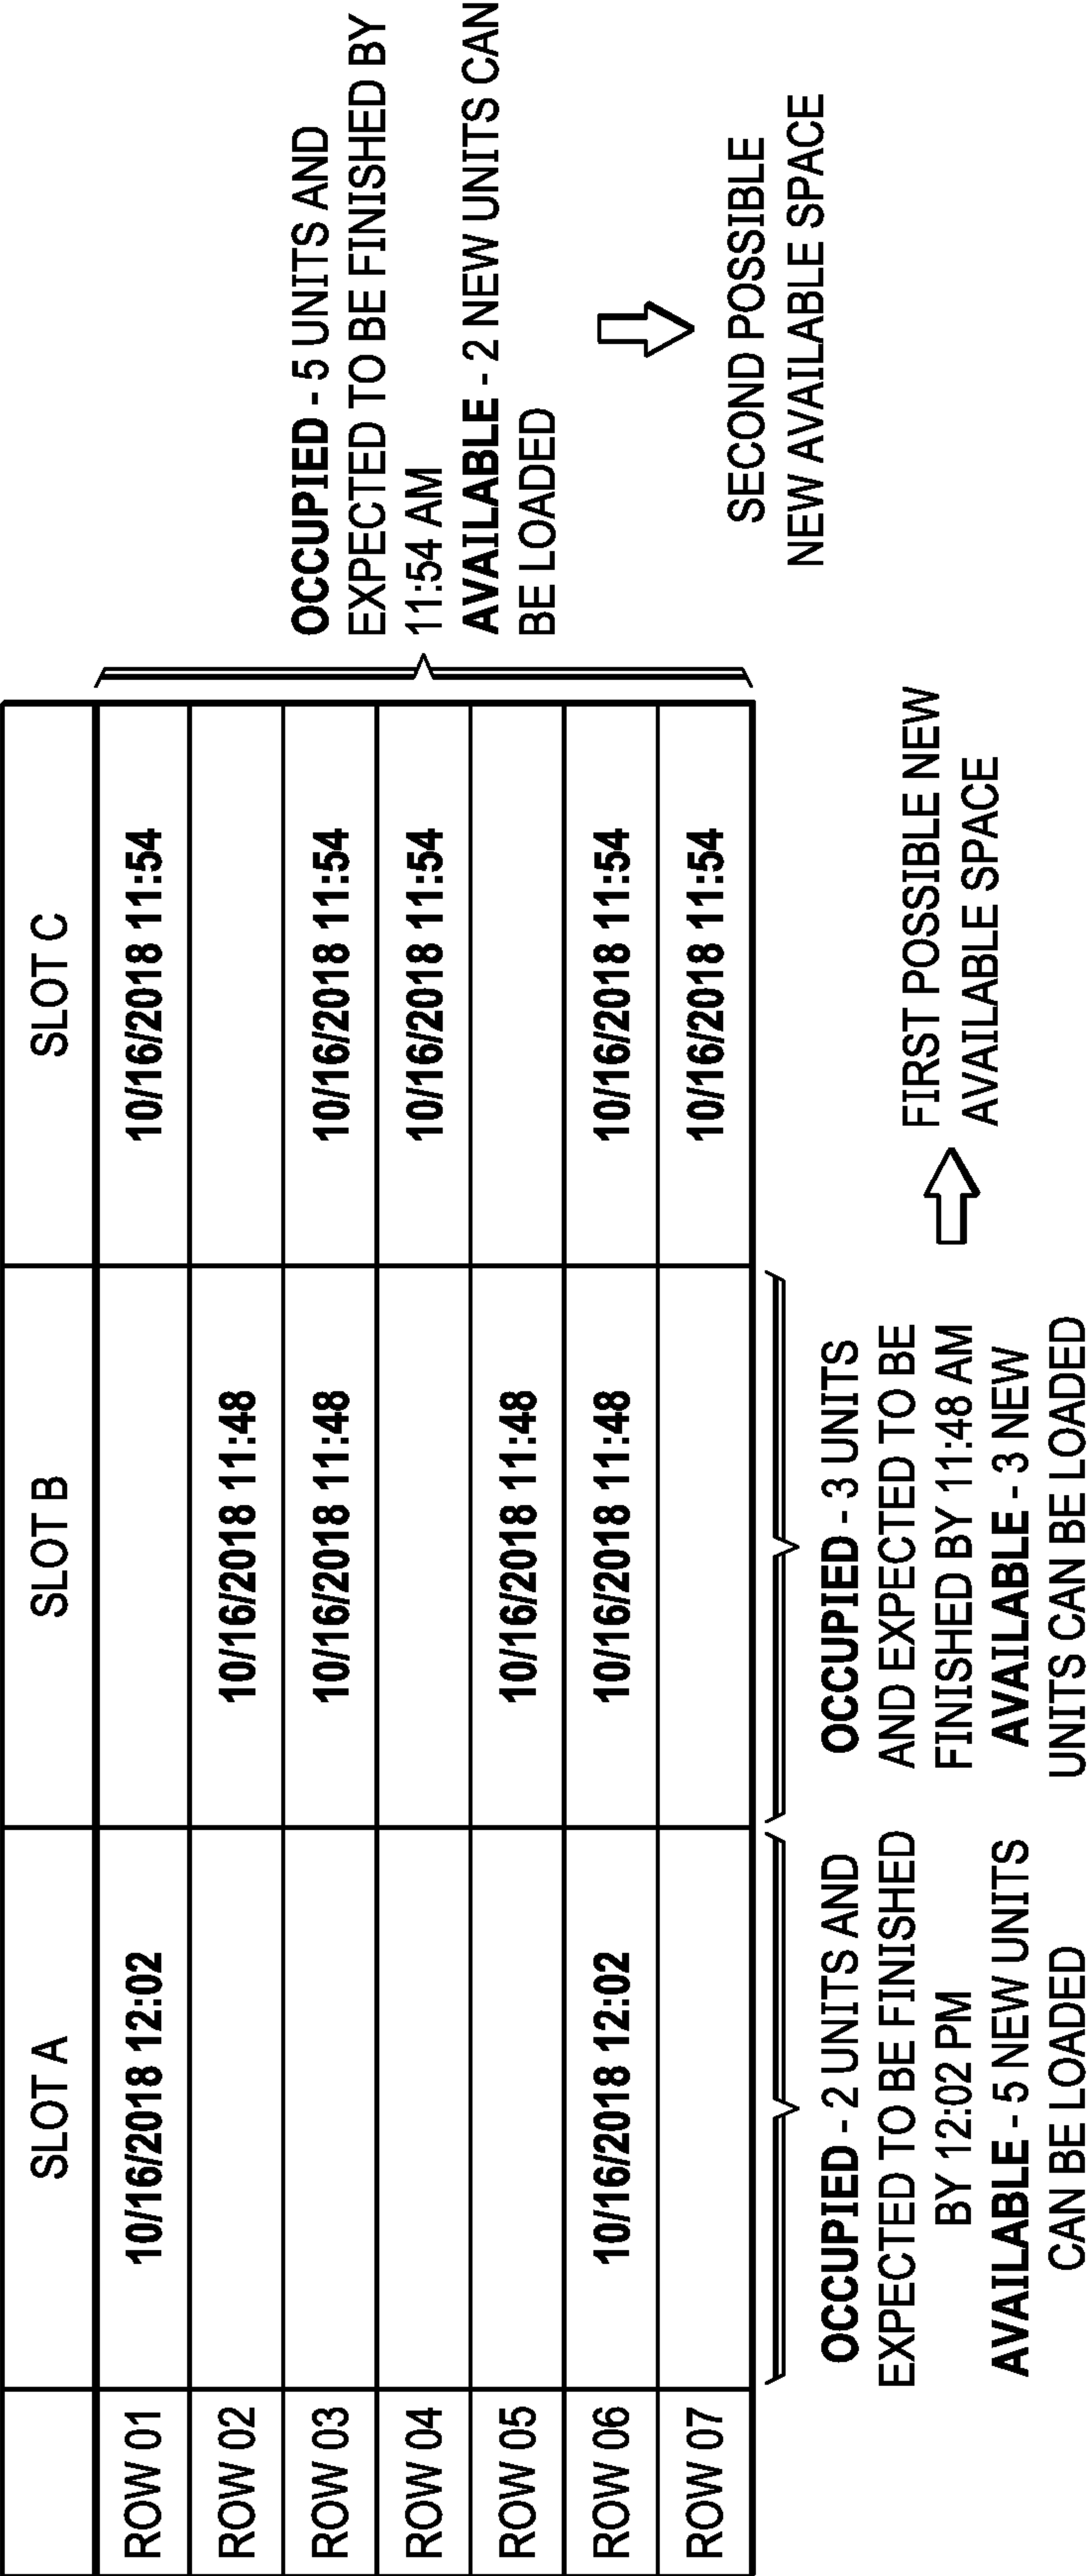 SLOT A SLOT B SLOT C
ROW 01 10/16/2018 12:02 10/16/2018 11:54
ROW 02 10/16/2018 11:48
ROW 03 10/16/2018 11:48 10/16/2018 11:54
ROW 04 10/16/2018 11:54
ROW 05 10/16/2018 11:48
ROW 06 10/16/2018 12:02 10/16/2018 11:48 10/16/2018 11:54
ROW 07 10/16/2018 11:54
OCCUPIED - 2 UNITS AND
EXPECTED TO BE FINISHED
BY 12:02 PM
AVAILABLE - 5 NEW UNITS
CAN BE LOADED
OCCUPIED - 3 UNITS
AND EXPECTED TO BE
FINISHED BY 11:48 AM
AVAILABLE - 3 NEW
UNITS CAN BE LOADED
FIRST POSSIBLE NEW
AVAILABLE SPACE
OCCUPIED - 5 UNITS AND
EXPECTED TO BE FINISHED BY
11:54 AM
AVAILABLE - 2 NEW UNITS CAN
BE LOADED
SECOND POSSIBLE
NEW AVAILABLE SPACE